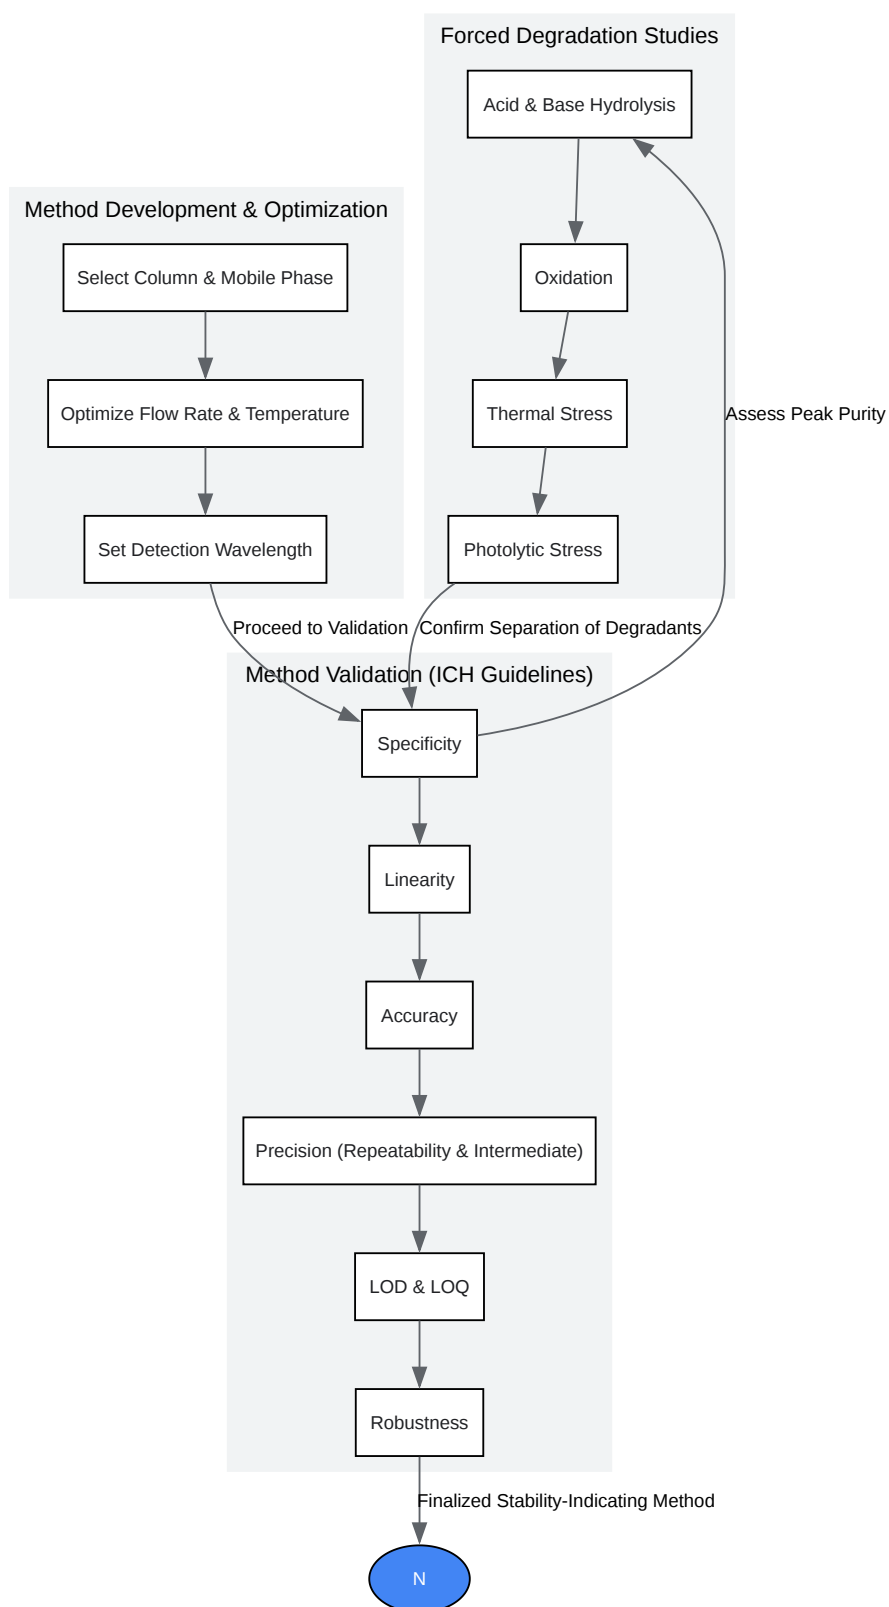 Forced Degradation Studies
Acid & Base Hydrolysis
Method Development & Optimization
Select Column & Mobile Phase
Oxidation
Optimize Flow Rate & Temperature
Thermal Stress
Assess Peak Purity
Set Detection Wavelength
Photolytic Stress
Proceed to Validation
Confirm Separation of Degradants
Method Validation (ICH Guidelines)
Specificity
Linearity
Accuracy
Precision (Repeatability & Intermediate)
LOD & LOQ
Robustness
Finalized Stability-Indicating Method
N